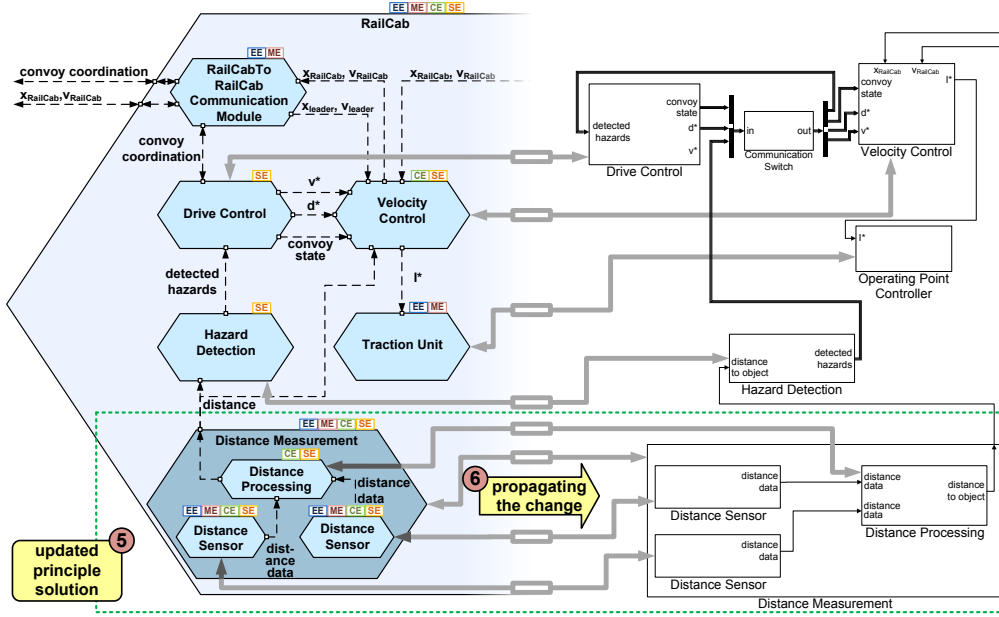 EE ME CE SE
RailCab
EE ME
convoy coordination
xRailCab,vRailCab
RailCabTo
RailCab
Communication
Module
xRailCab, vRailCab
xRailCab, vRailCab
xleader, vleader
convoy
coordination
SE
Drive Control
v*
d*
convoy
state
CE SE
Velocity
Control
detected
hazards
l*
SE
Hazard
Detection
EE ME
Traction Unit
distance
EE ME CE SE
Distance Measurement
CE SE
Distance
Processing
distance
data
EE ME CE SE
Distance
Sensor
dist-
ance
data
EE ME CE SE
Distance
Sensor
5
updated
principle
solution
6
propagating
the change
detected
hazards
convoy
state
d*
v*
Drive Control
in
out
Communication
Switch
xRailCab
vRailCab
convoy
state
d*
v*
l*
Velocity Control
l*
Operating Point
Controller
distance
to object
detected
hazards
Hazard Detection
distance
data
Distance Sensor
distance
data
Distance Sensor
distance
data
distance
data
distance
to object
Distance Processing
Distance Measurement